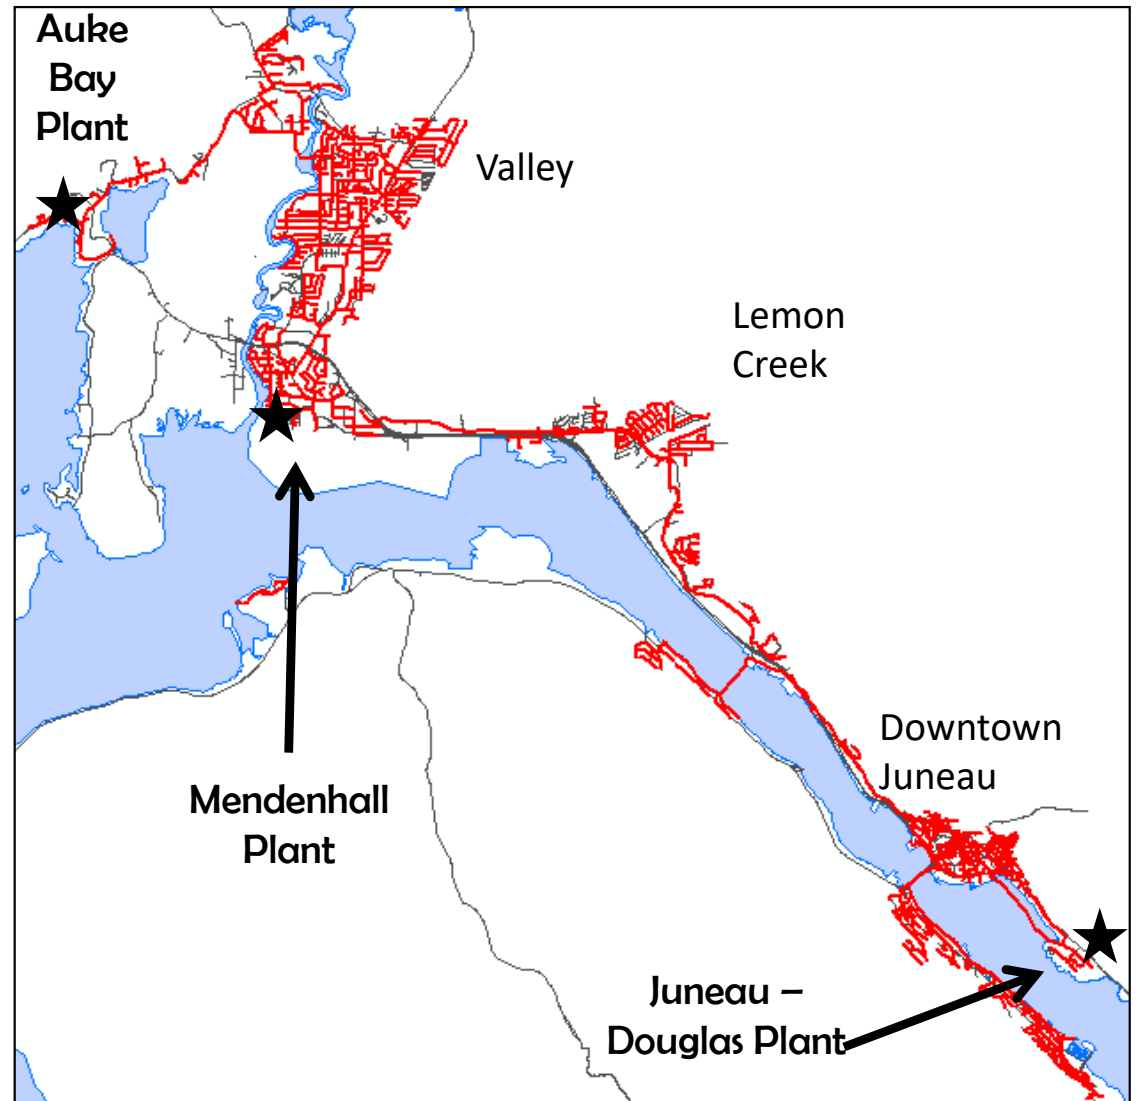 Auke
Bay
Plant
Valley
Lemon
Creek
Downtown
Juneau
Mendenhall
Plant
Juneau –
Douglas Plant